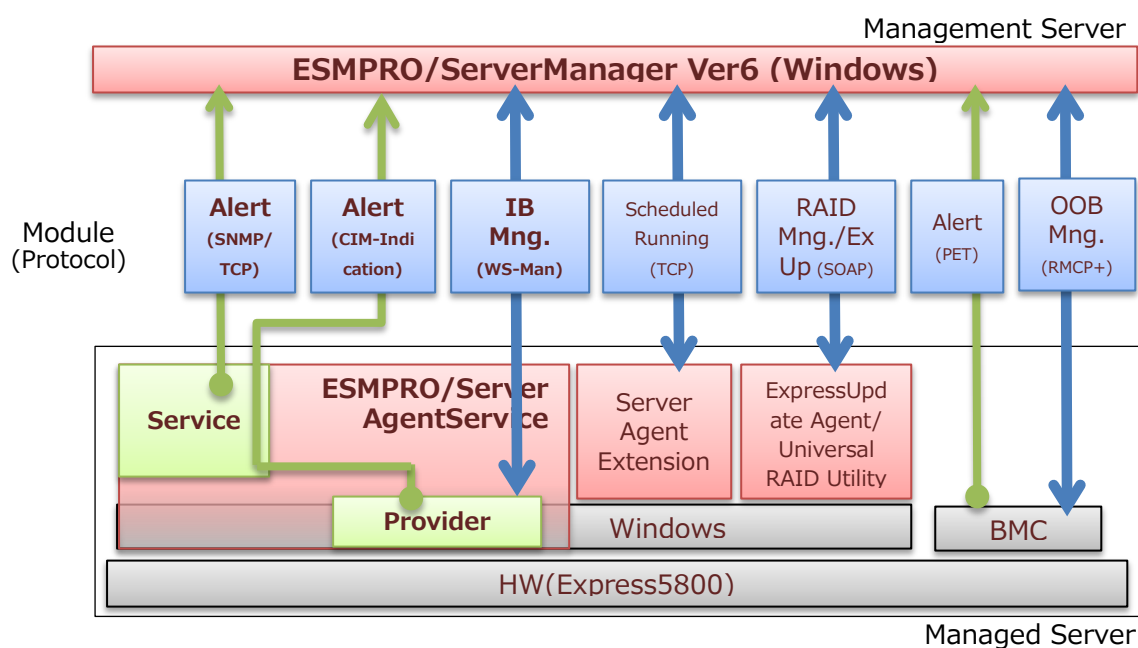 Management Server
ESMPRO/ServerManager Ver6 (Windows)
Module
(Protocol)
Alert
(SNMP/
TCP)
Alert
(CIM-Indi
cation)
IB
Mng.
(WS-Man)
Scheduled
Running
(TCP)
RAID
Mng./Ex
Up (SOAP)
Alert
(PET)
OOB
Mng.
(RMCP+)
Service
ESMPRO/Server
AgentService
Provider
Server
Agent
Extension
ExpressUpd
ate Agent/
Universal
RAID Utility
Windows
BMC
HW(Express5800)
Managed Server